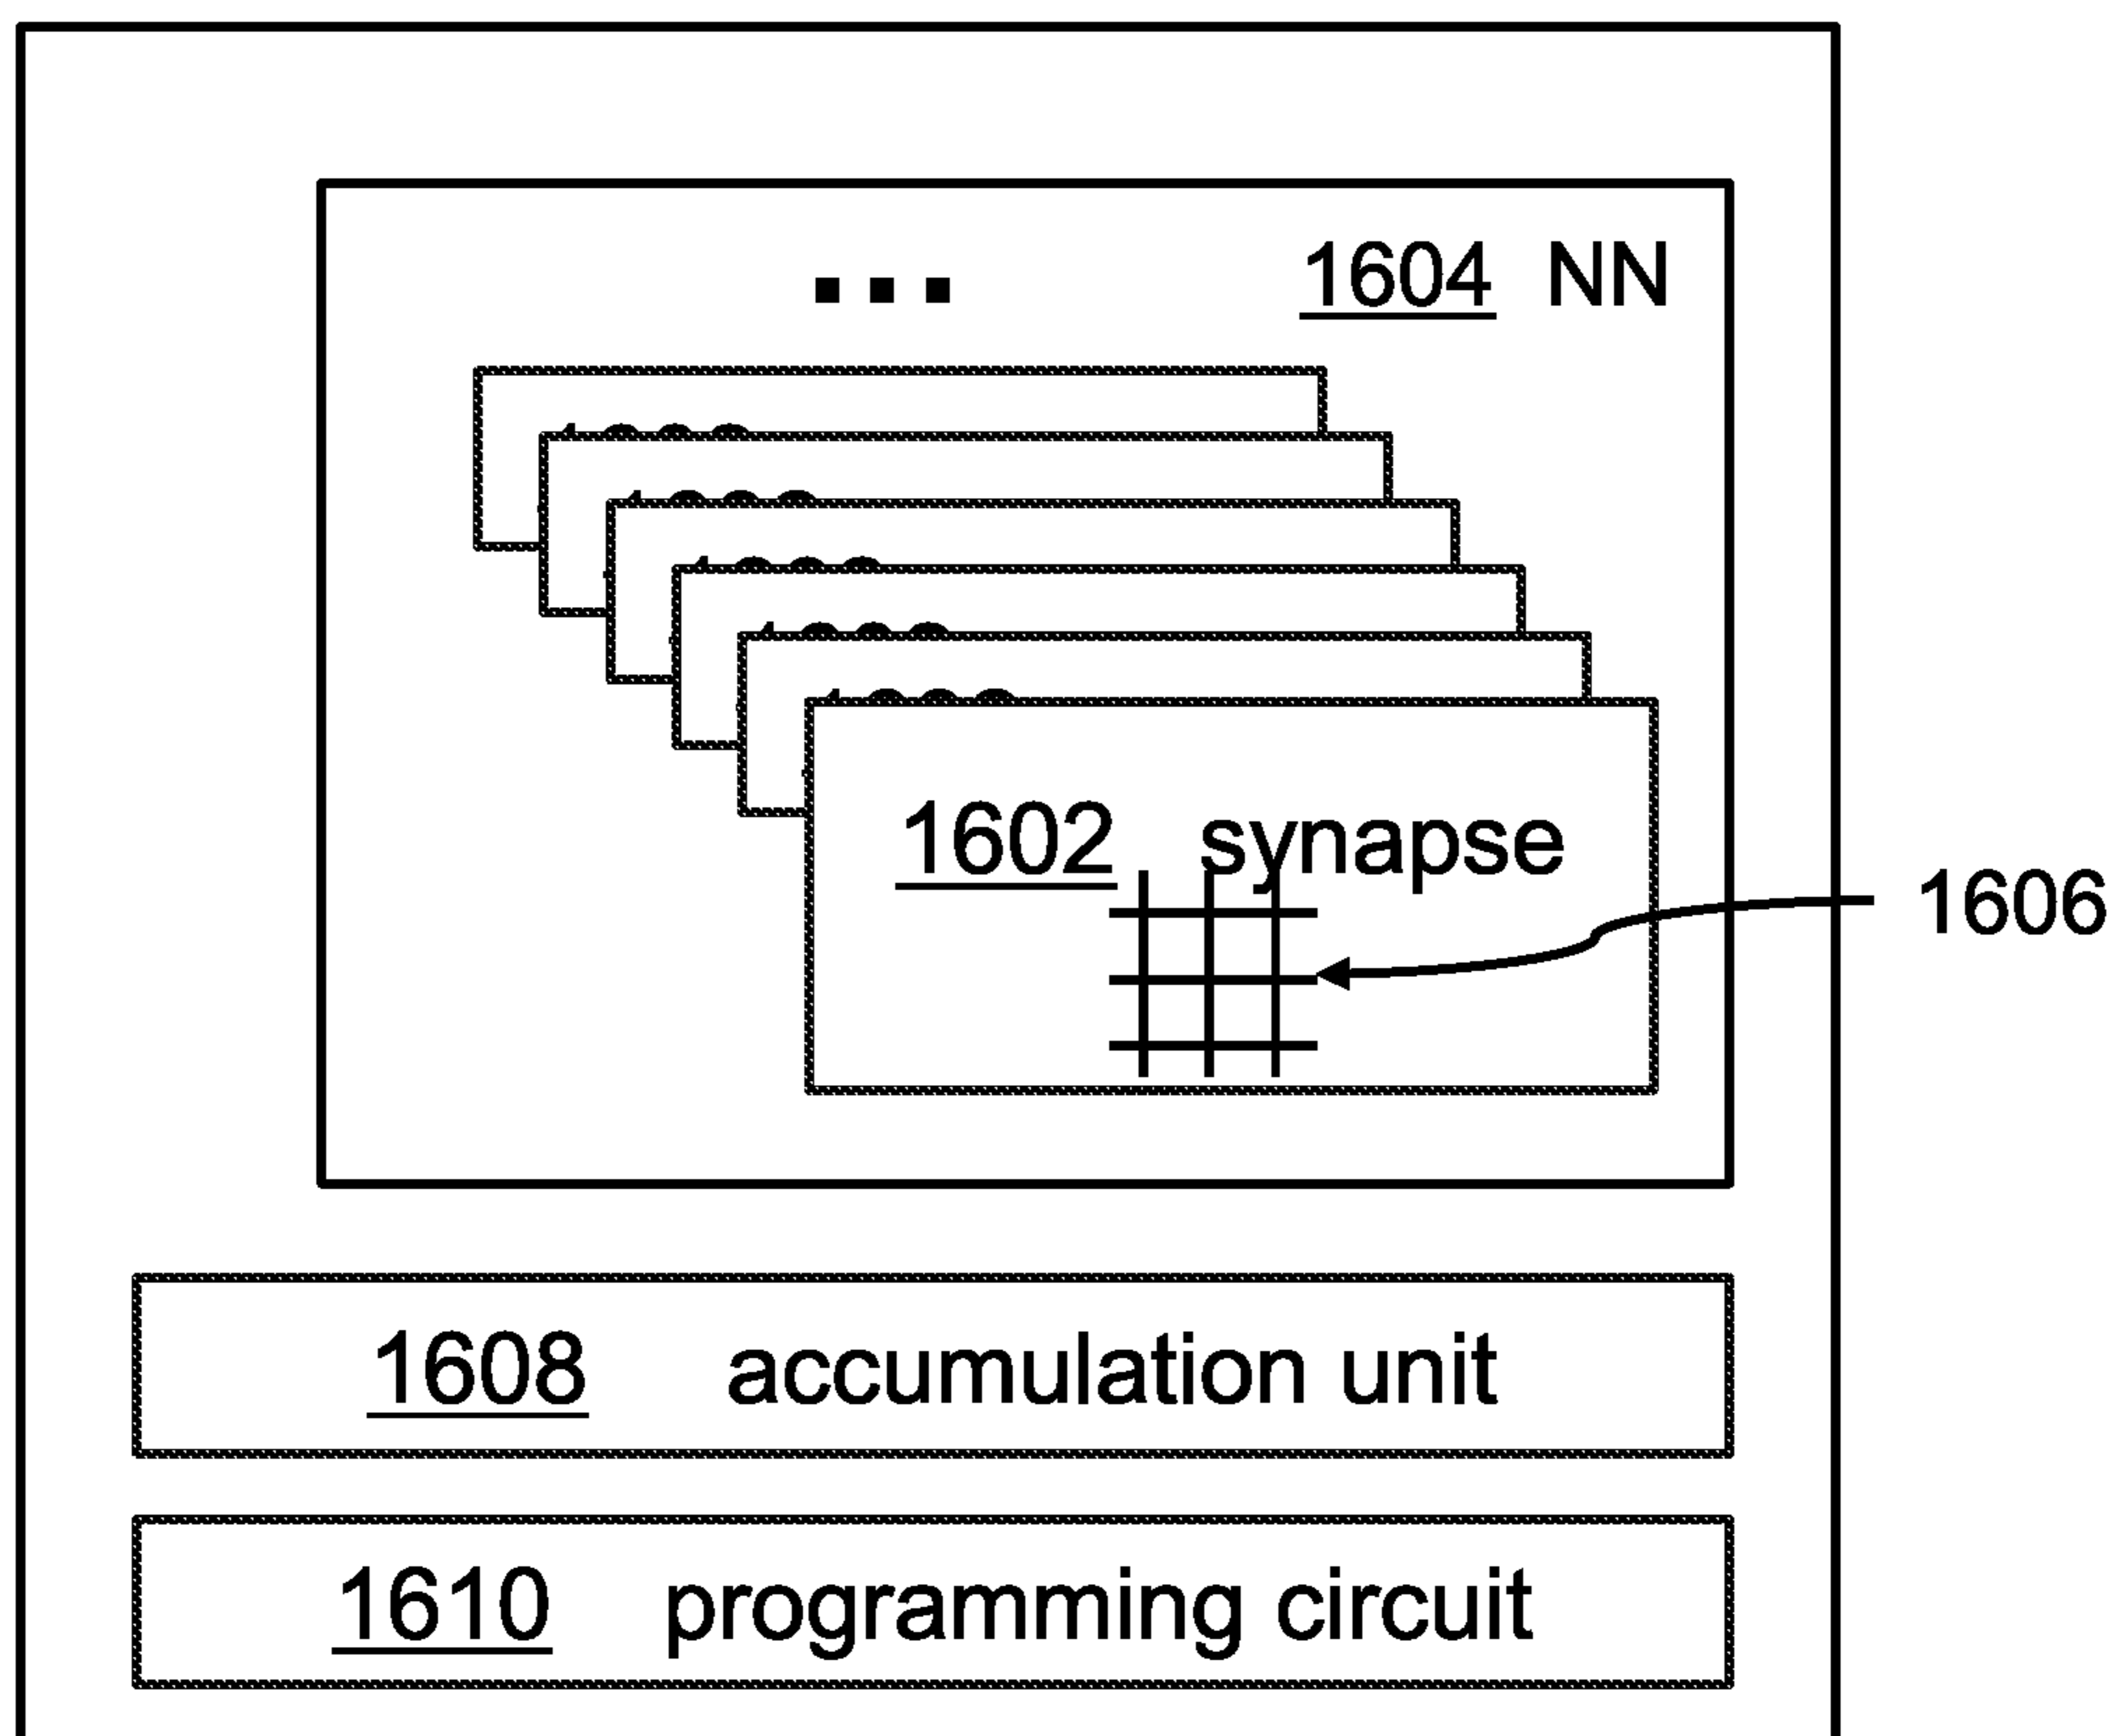 1604 NN
1602 synapse
1606
1608 accumulation unit
1610 programming circuit